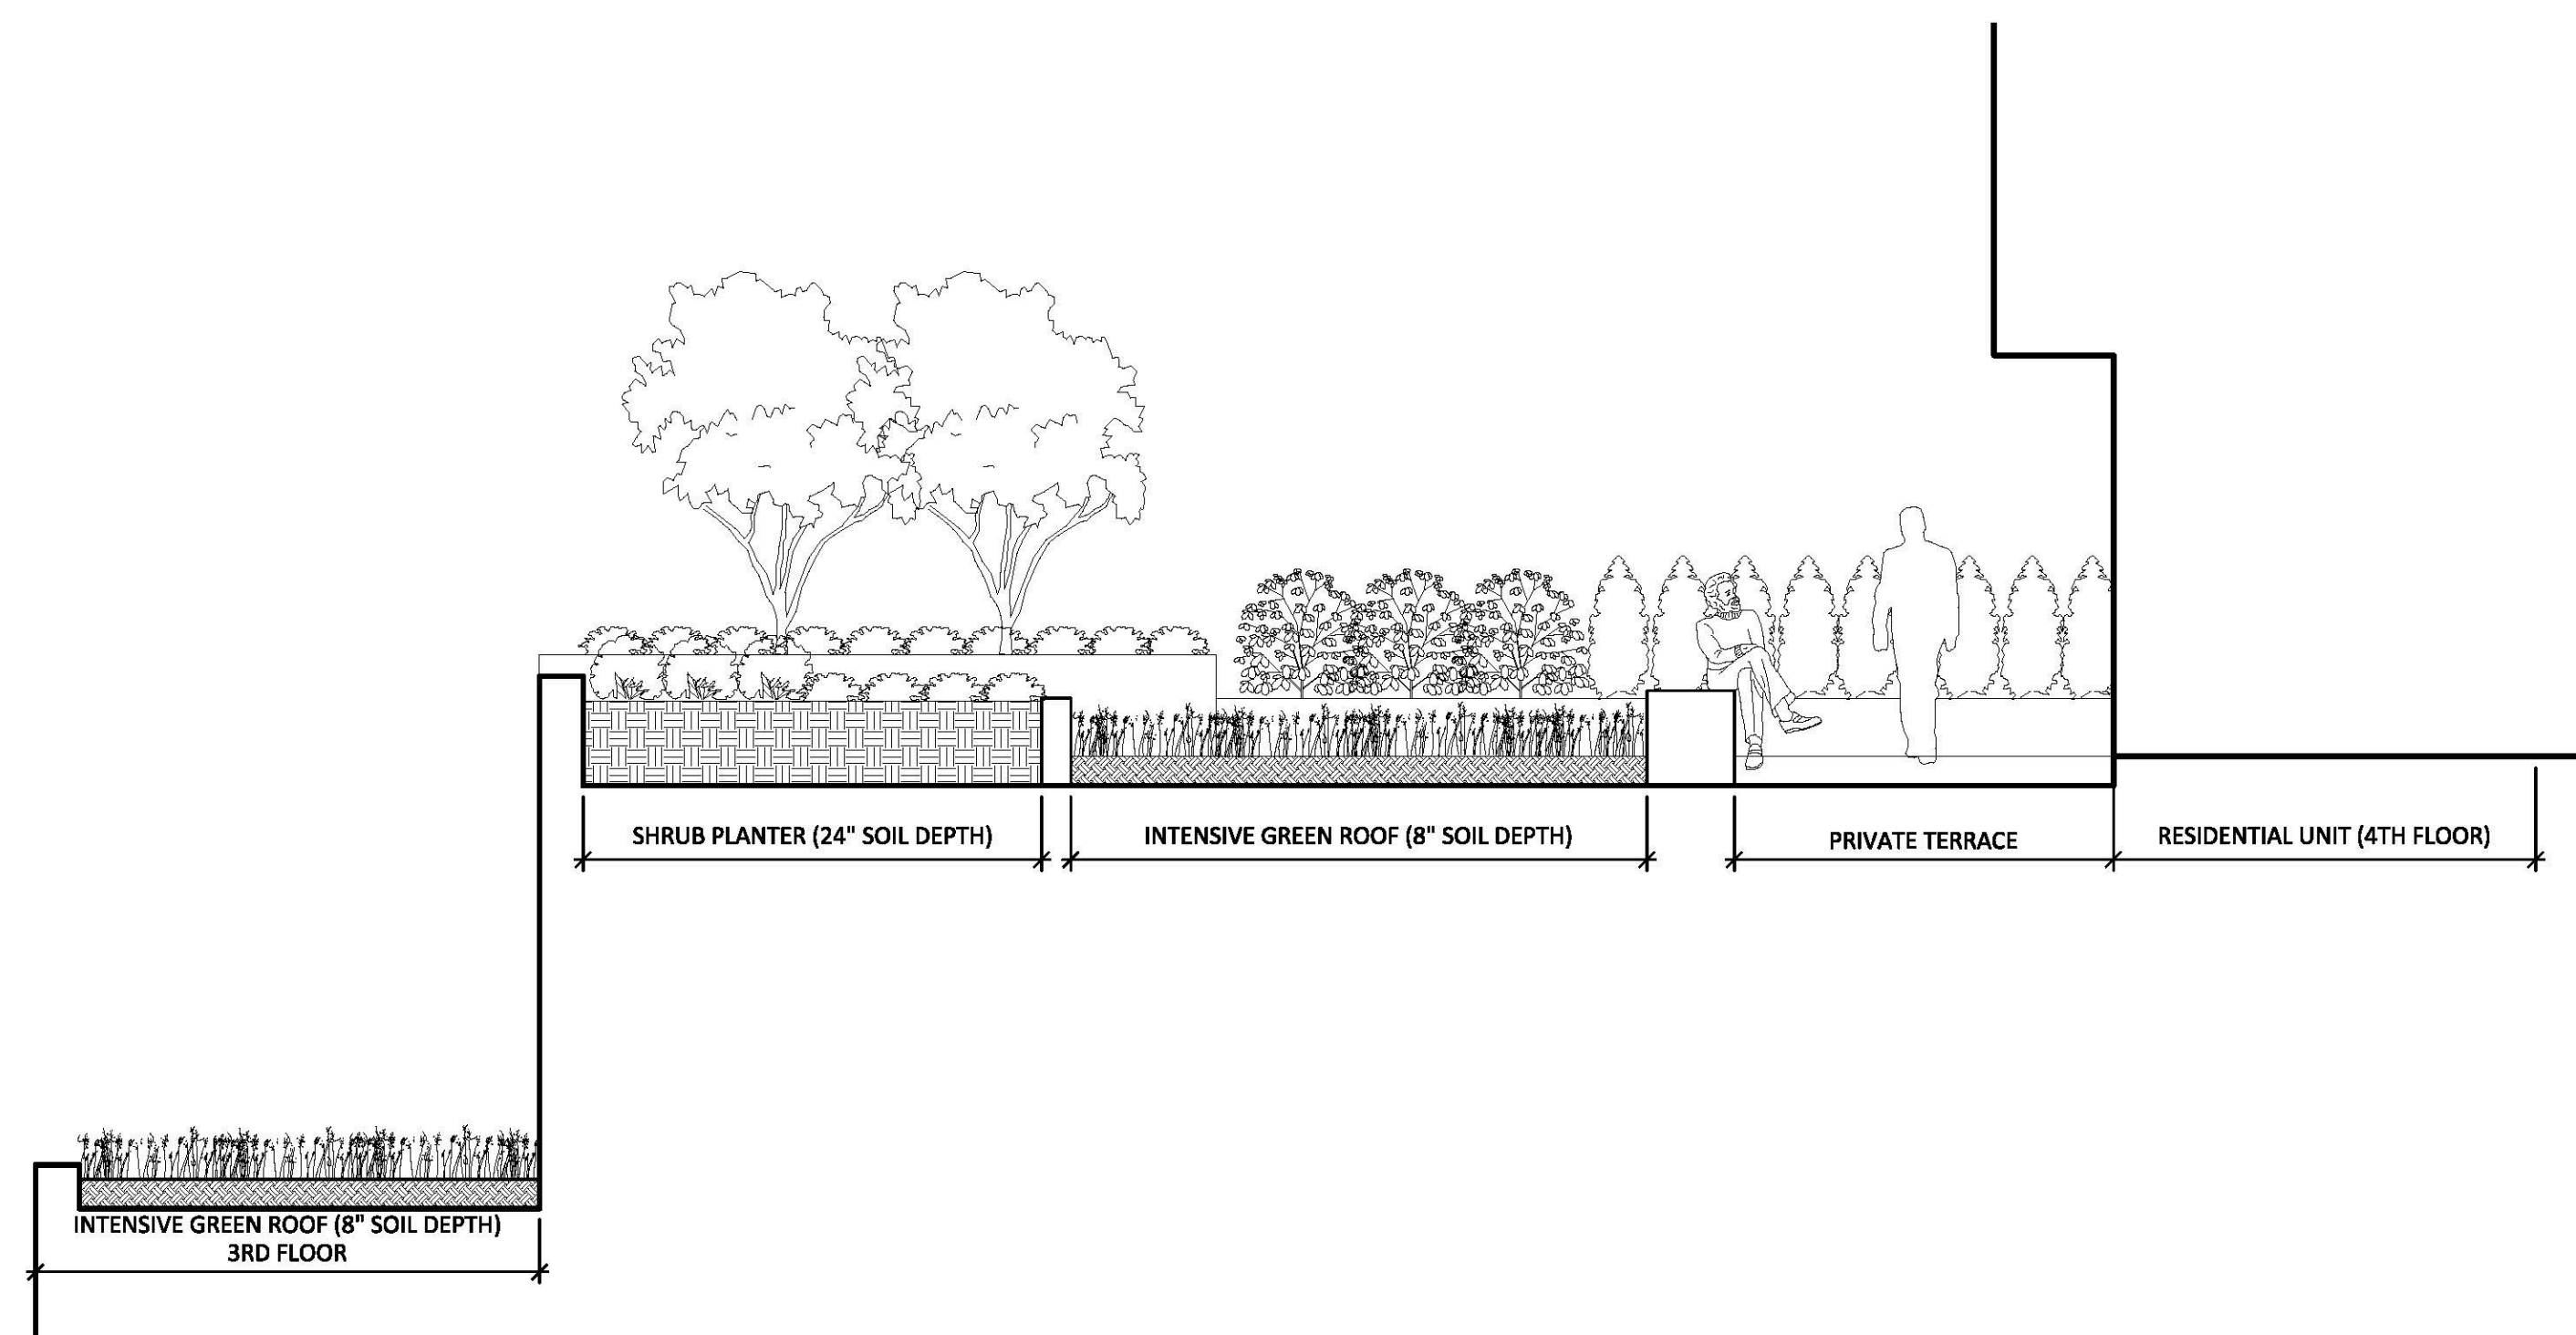 SHRUB PLANTER (24" SOIL DEPTH)
INTENSIVE GREEN ROOF (8" SOIL DEPTH)
PRIVATE TERRACE
RESIDENTIAL UNIT (4TH FLOOR)
INTENSIVE GREEN ROOF (8" SOIL DEPTH)
3RD FLOOR